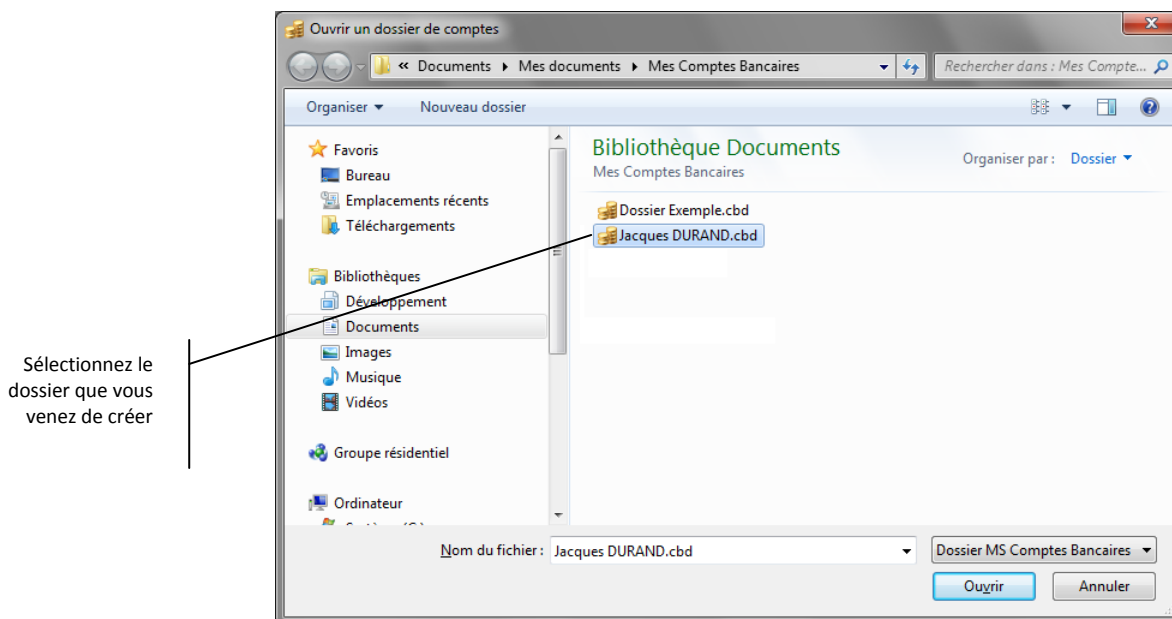 Ouvrir un dossier de comptes
x
« Documents Mes documents Mes Comptes Bancaires
Rechercher dans : Mes Compte...
Organiser Nouveau dossier
Favoris
Bureau
Emplacements récents
Téléchargements
Bibliothèques
Développement
Documents
Images
Musique
Vidéos
Groupe résidentiel
Ordinateur
Bibliothèque Documents
Mes Comptes Bancaires
Organiser par : Dossier
Dossier Exemple.cbd
Jacques DURAND.cbd
Sélectionnez le
dossier que vous
venez de créer
Nom du fichier : Jacques DURAND.cbd
Dossier MS Comptes Bancaires
Ouvrir Annuler